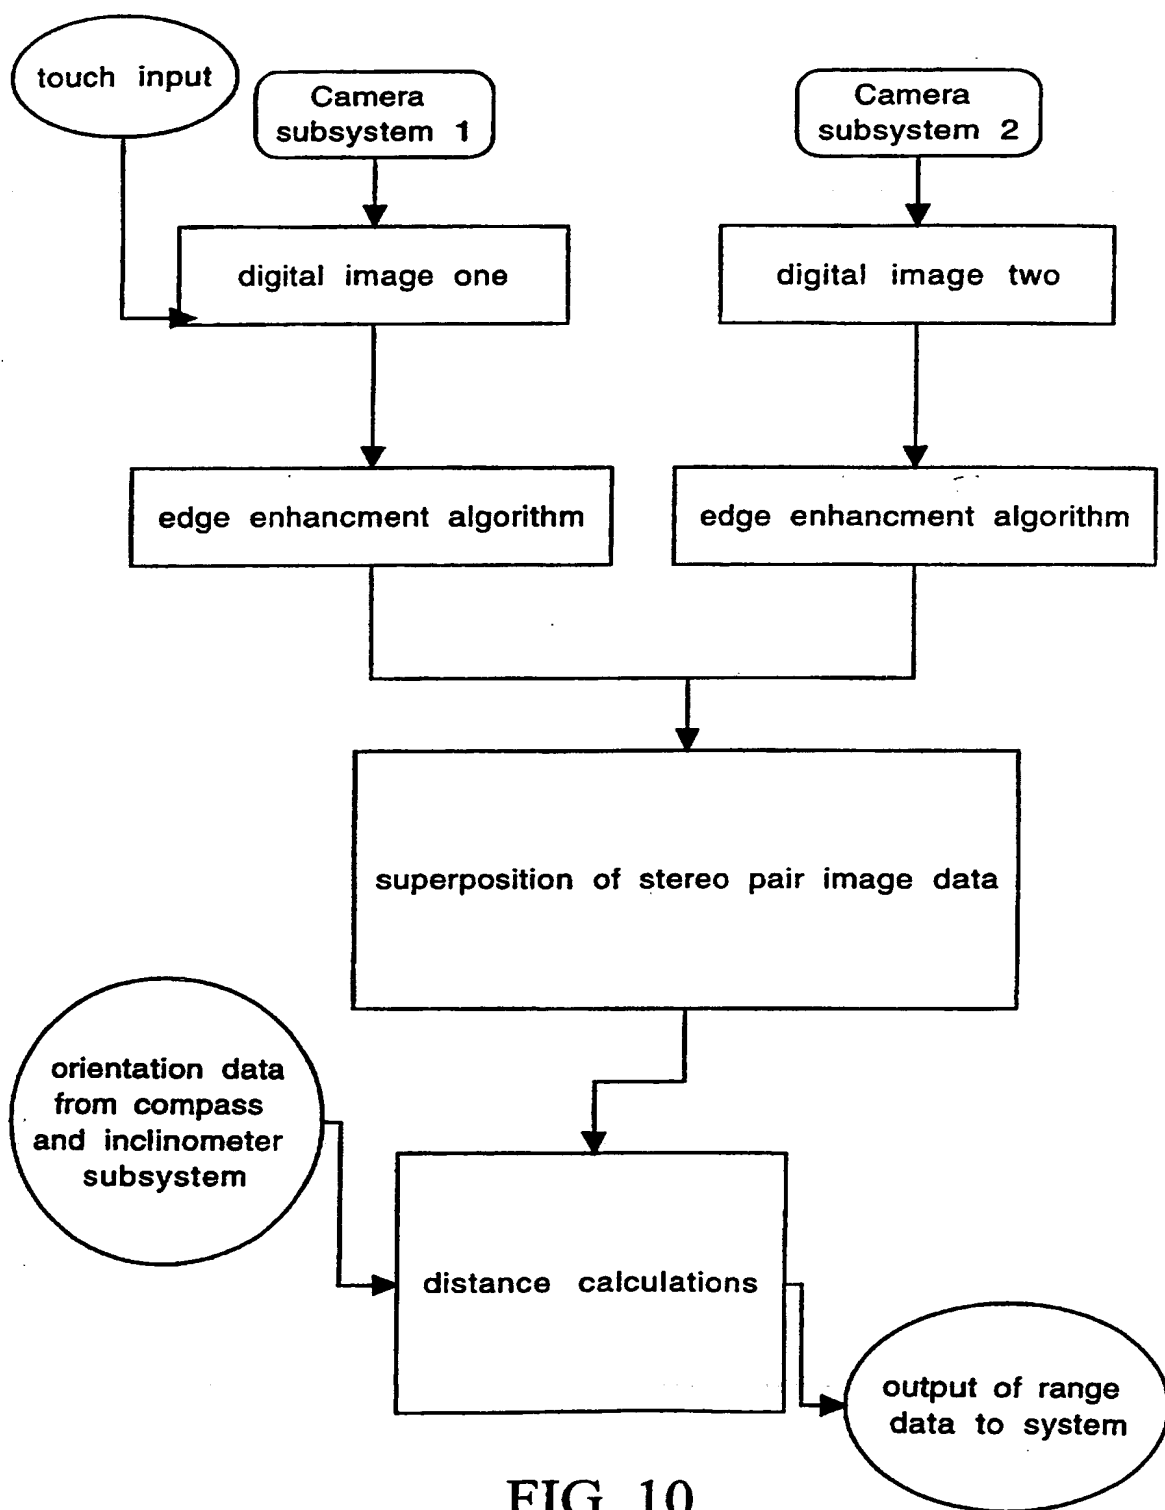 touch input
Camera
subsystem 1
Camera
subsystem 2
digital image one
digital image two
edge enhancment algorithm
edge enhancment algorithm
superposition of stereo pair image data
orientation data
from compass
and inclinometer
subsystem
distance calculations
output of range
data to system
FIG. 10